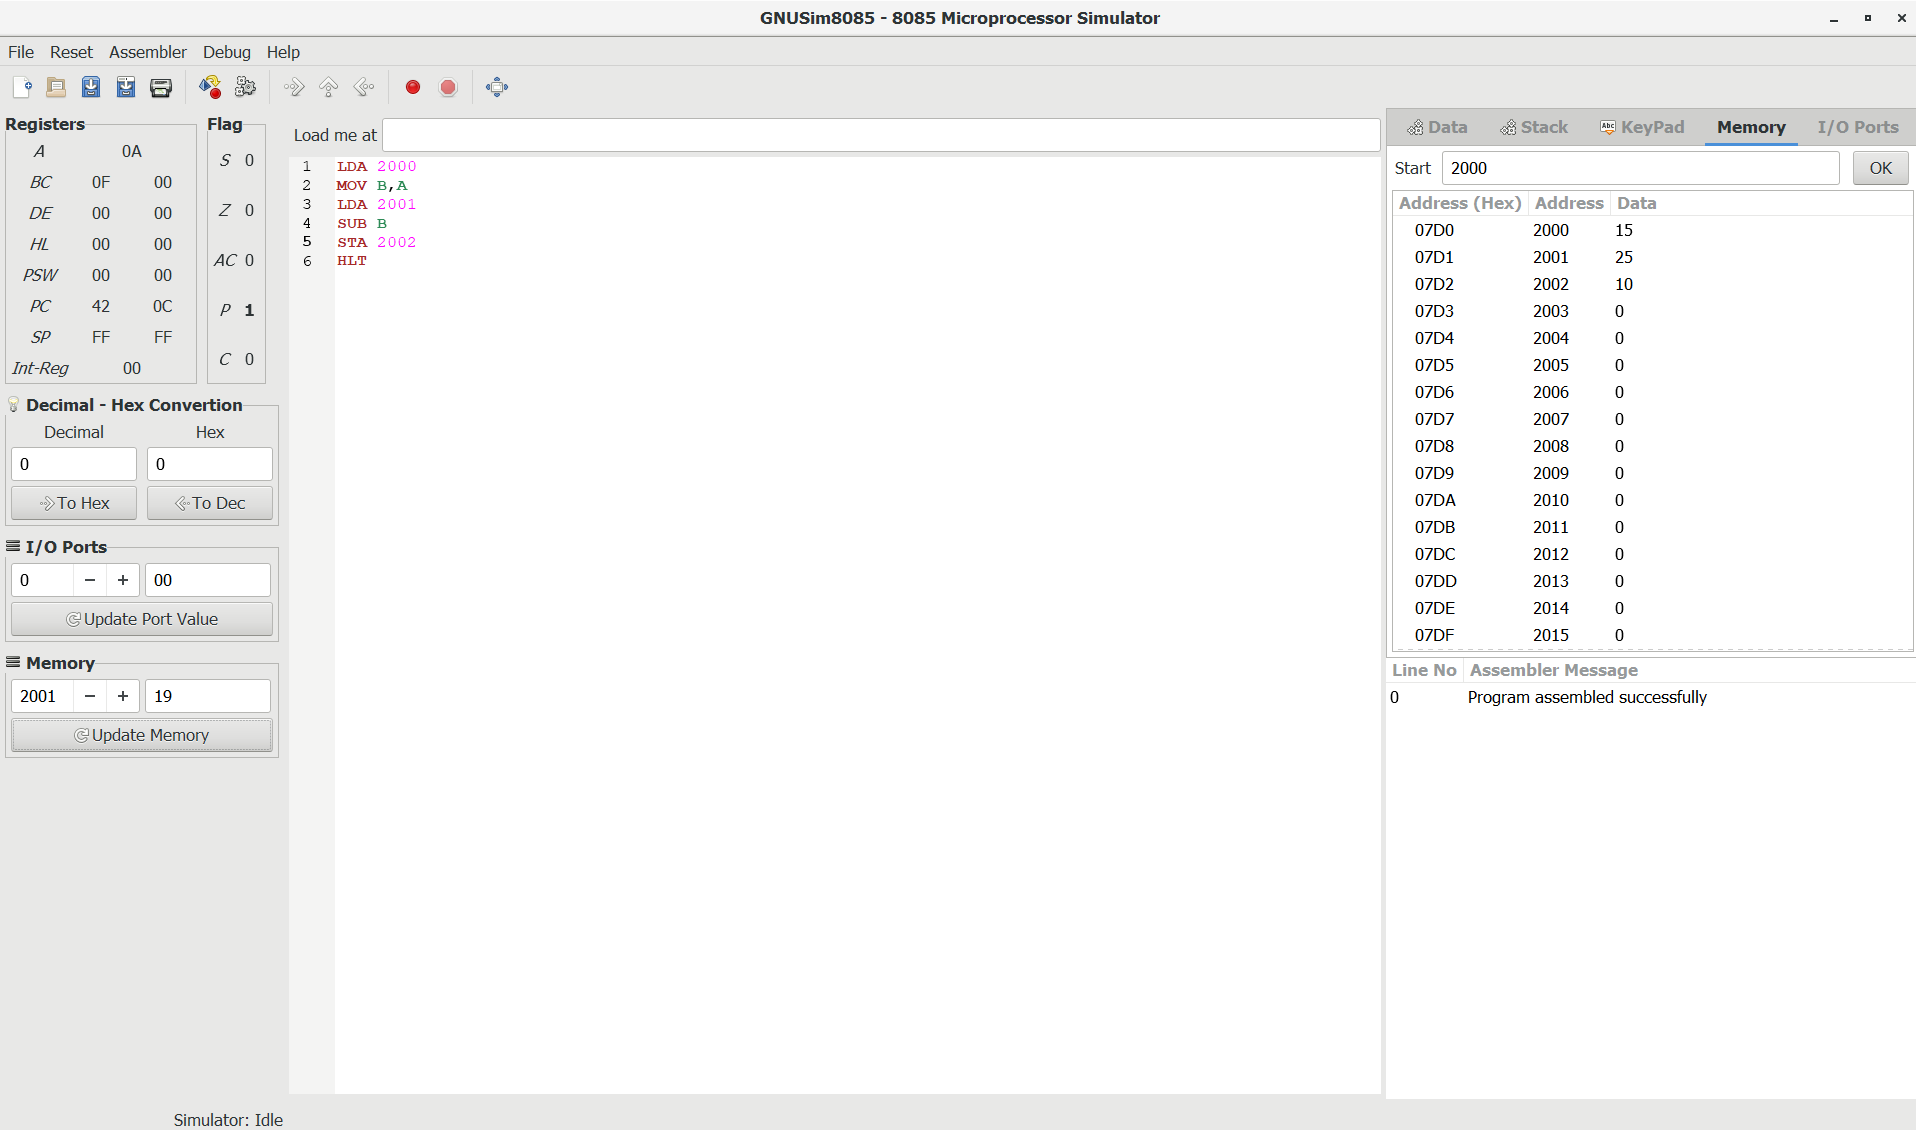 GNUSim8085 - 8085 Microprocessor Simulator
File Reset Assembler Debug Help
Registers
A 0A
BC 0F 00
DE 00 00
HL 00 00
PSW 00 00
PC 42 0C
SP FF FF
Int-Reg 00
Flag
S 0
Z 0
AC 0
P 1
C 0
Decimal - Hex Convertion
Decimal Hex
0 0
To Hex To Dec
I/O Ports
0 − + 00
Update Port Value
Memory
2001 − + 19
Update Memory
Load me at
1 LDA 2000
2 MOV B,A
3 LDA 2001
4 SUB B
5 STA 2002
6 HLT
Data Stack Abc KeyPad Memory I/O Ports
Start 2000 OK
Address (Hex) Address Data
07D0 2000 15
07D1 2001 25
07D2 2002 10
07D3 2003 0
07D4 2004 0
07D5 2005 0
07D6 2006 0
07D7 2007 0
07D8 2008 0
07D9 2009 0
07DA 2010 0
07DB 2011 0
07DC 2012 0
07DD 2013 0
07DE 2014 0
07DF 2015 0
Line No Assembler Message
0 Program assembled successfully
Simulator: Idle